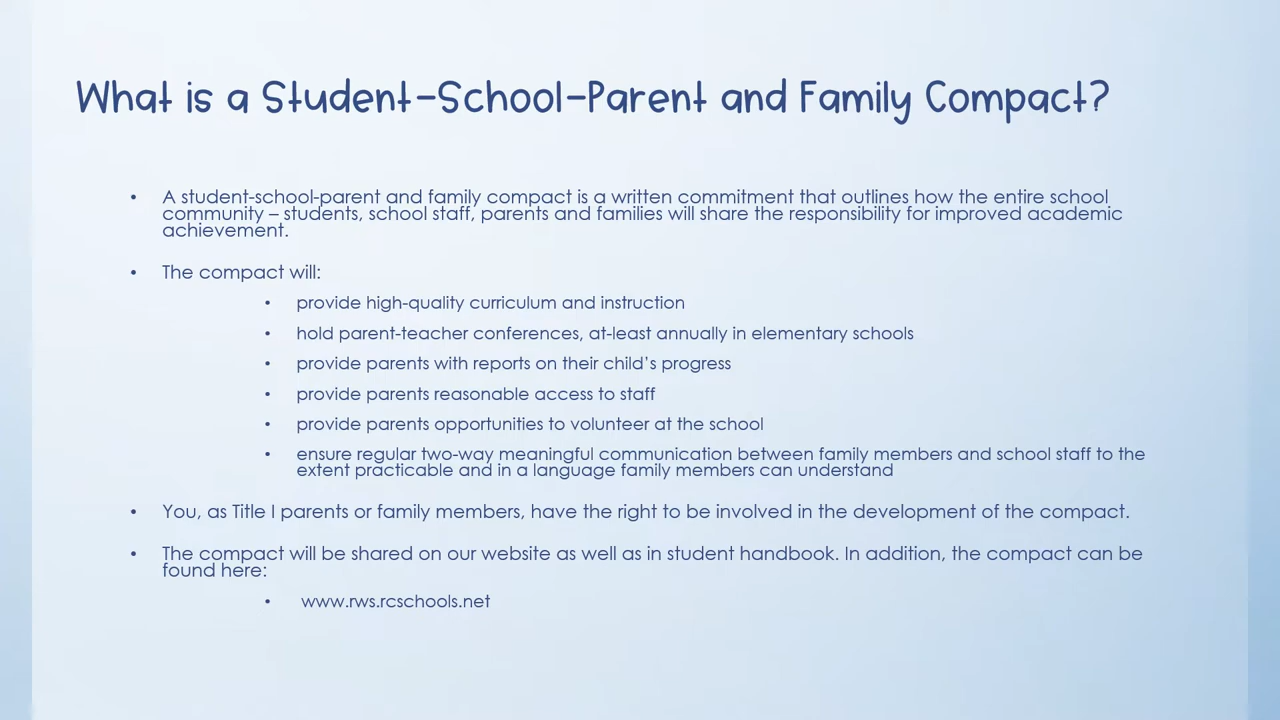 What is a Student-School-Parent and Family Compact?
• A student-school-parent and family compact is a written commitment that outlines how the entire school
community – students, school staff, parents and families will share the responsibility for improved academic
achievement.
• The compact will:
• provide high-quality curriculum and instruction
• hold parent-teacher conferences, at-least annually in elementary schools
• provide parents with reports on their child’s progress
• provide parents reasonable access to staff
• provide parents opportunities to volunteer at the school
• ensure regular two-way meaningful communication between family members and school staff to the
extent practicable and in a language family members can understand
• You, as Title I parents or family members, have the right to be involved in the development of the compact.
• The compact will be shared on our website as well as in student handbook. In addition, the compact can be
found here:
• www.rws.rcschools.net